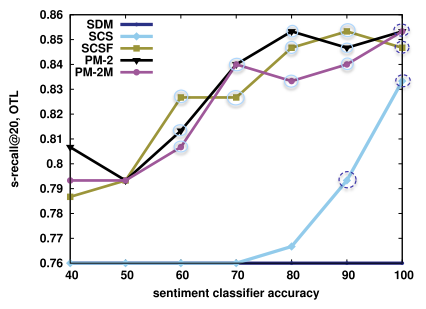 0.86
0.85
0.84
0.83
0.82
0.81
0.8
0.79
0.78
0.77
0.76
s-recall@20, OTL
SDM
SCS
SCSF
PM-2
PM-2M
40 50 60 70 80 90 100
sentiment classifier accuracy